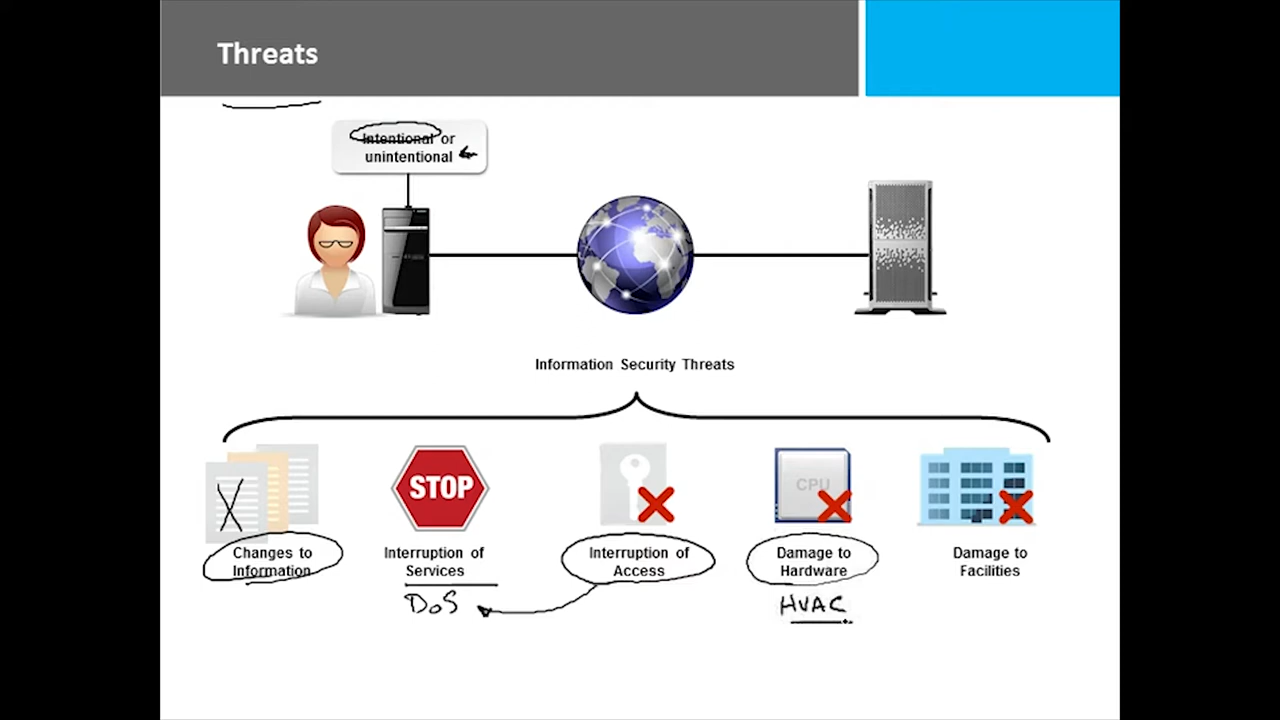 Threats
Intentional or
unintentional
Information Security Threats
STOP
CPU
Changes to
Information
Interruption of
Services
Interruption of
Access
Damage to
Hardware
Damage to
Facilities
DoS
HVAC